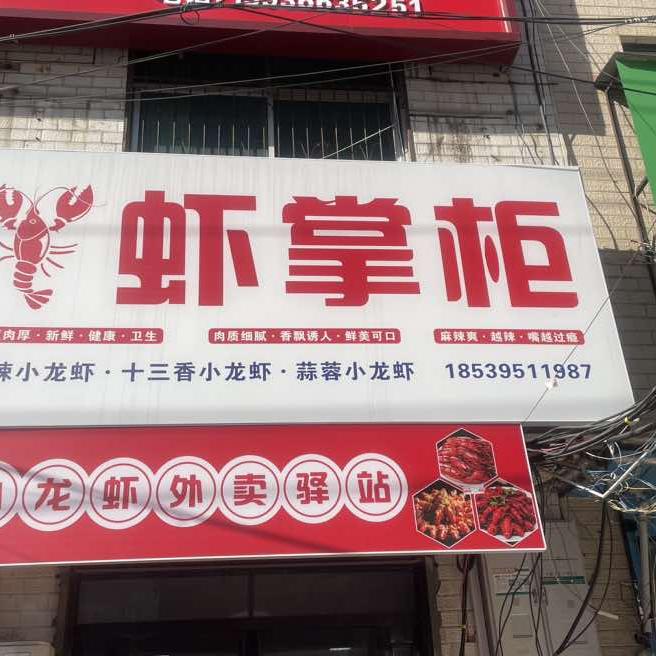 虾掌柜
肉厚·新鲜·健康·卫生
肉质细腻·香飘诱人·鲜美可口
麻辣爽·越辣·嘴越过瘾
辣小龙虾·十三香小龙虾·蒜蓉小龙虾 18539511987
龙虾外卖驿站